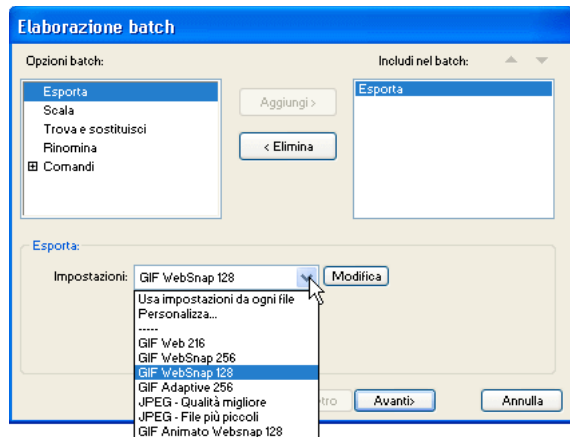 Elaborazione batch
Opzioni batch:
Includi nel batch:
Esporta
Scala
Trova e sostituisci
Rinomina
Comandi
Aggiungi >
< Elimina
Esporta
Esporta:
Impostazioni:
GIF WebSnap 128
Modifica
Usa impostazioni da ogni file
Personalizza...
-----
GIF Web 216
GIF WebSnap 256
GIF WebSnap 128
GIF Adaptive 256
JPEG - Qualità migliore
JPEG - File più piccoli
GIF Animato Websnap 128
Avanti>
Annulla